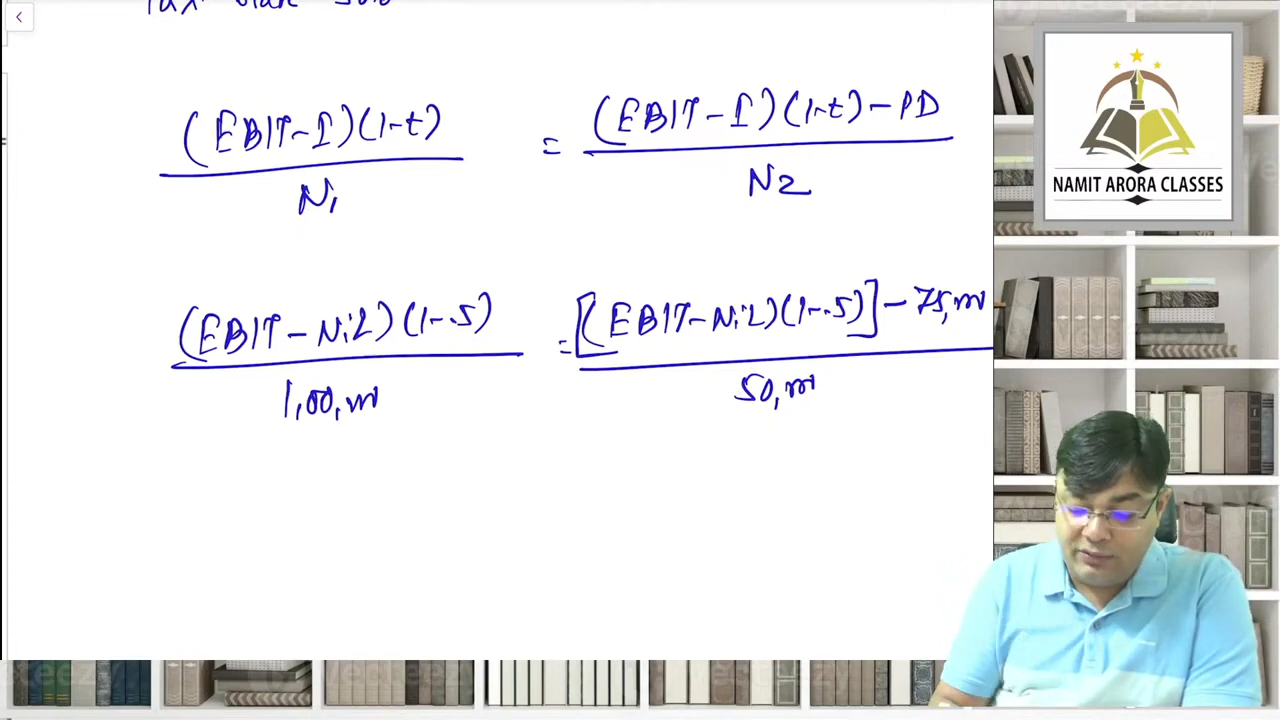 (EBIT-I)(1-t) = (EBIT-I)(1-t)-PD
N1 N2
(EBIT-NiL)(1-.5) = [(EBIT-NiL)(1-.5)] - 75,m
1,00,m 50,m
NAMIT ARORA CLASSES